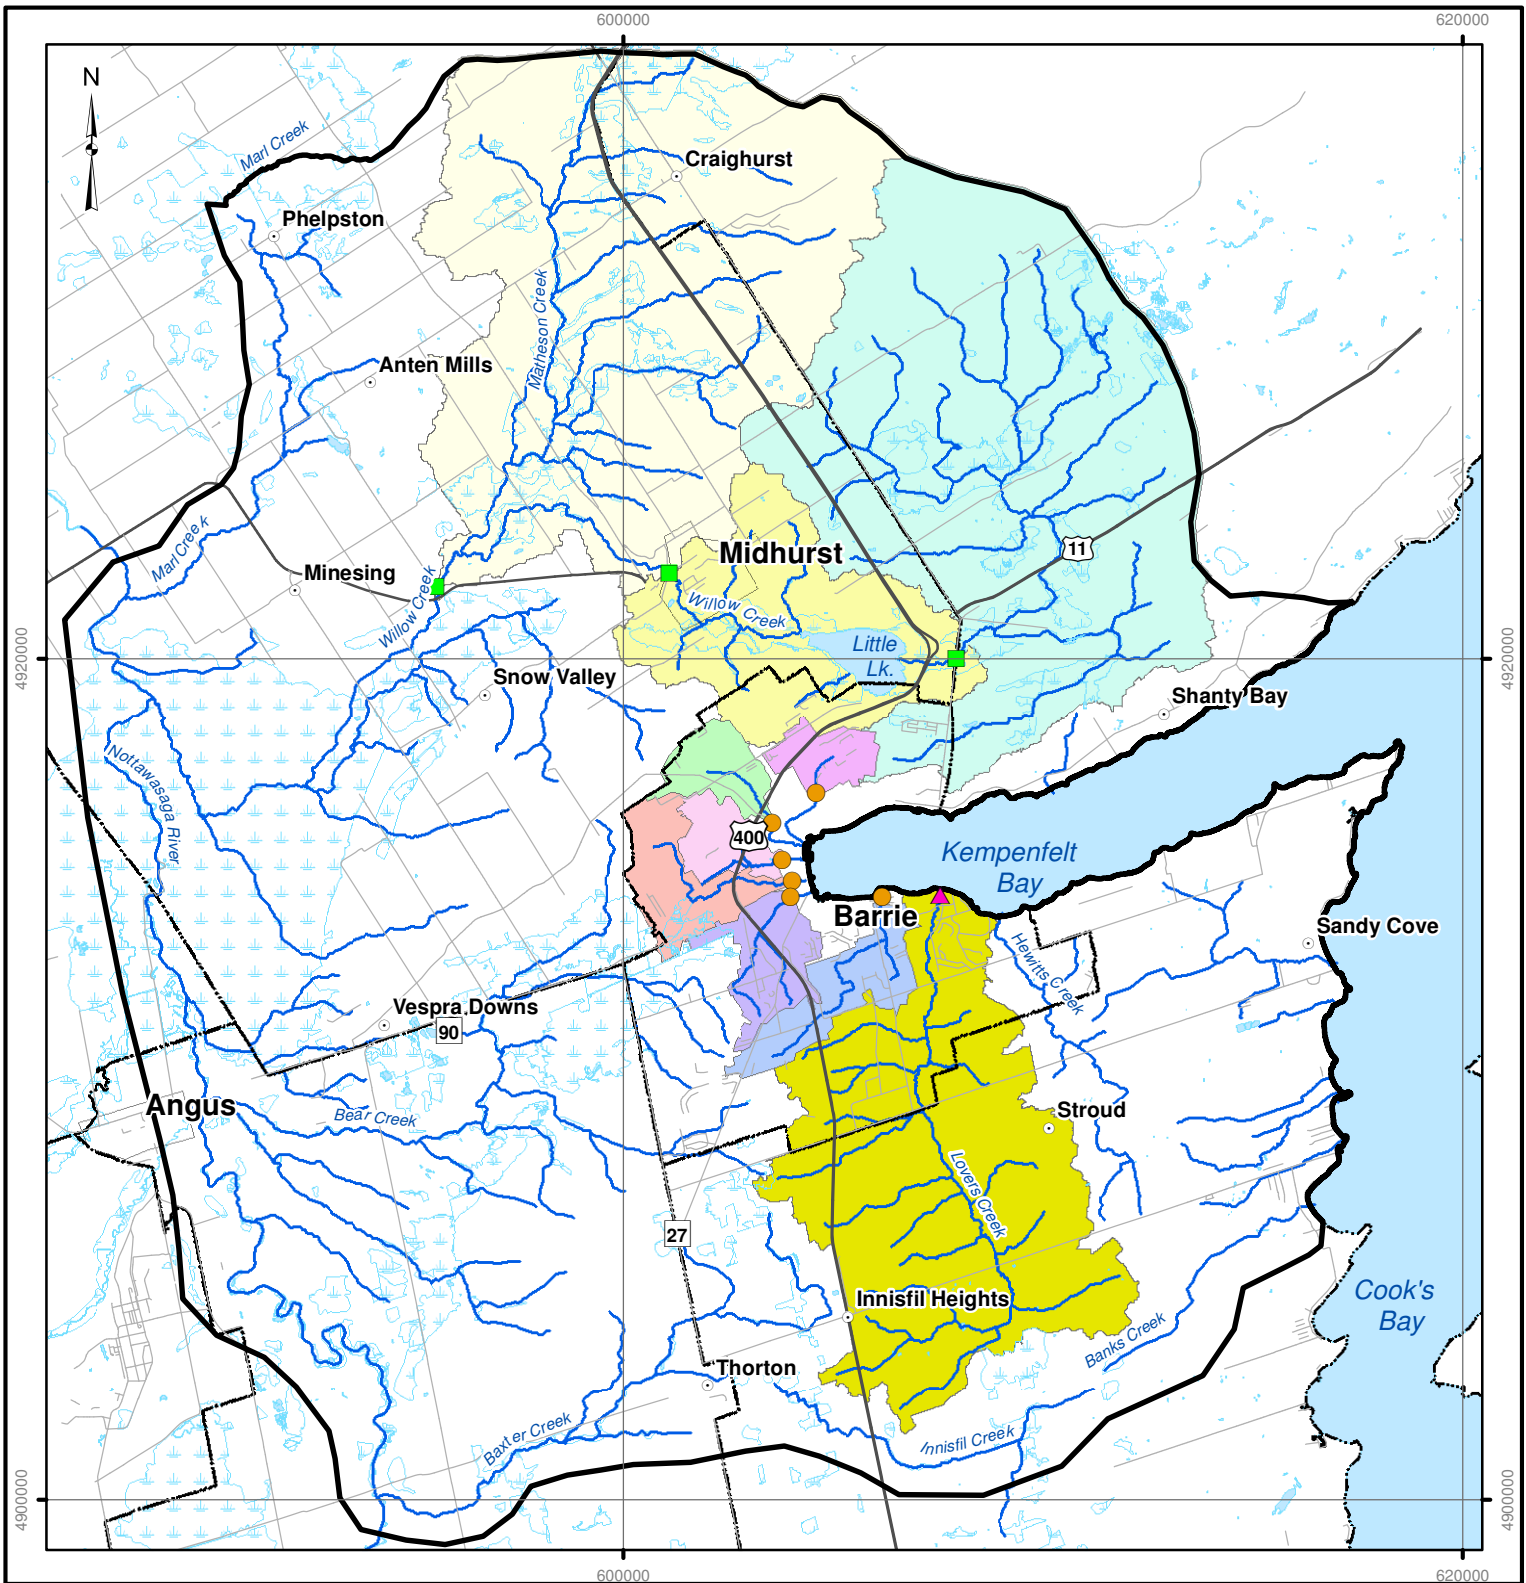 600000
620000
N
Marl Creek
Craighurst
Phelpston
Matheson Creek
Anten Mills
Marl Creek
Midhurst
11
Minesing
Willow Creek
Willow Creek
Little
Lk.
4920000
4920000
Snow Valley
Shanty Bay
Nottawasaga River
400
Kempenfelt
Bay
Barrie
Sandy Cove
Hewitts Creek
Vespra Downs
90
Angus
Bear Creek
Stroud
Lovers Creek
27
Innisfil Heights
Cook's
Bay
Banks Creek
Thorton
Baxter Creek
Innisfil Creek
4900000
4900000
600000
620000